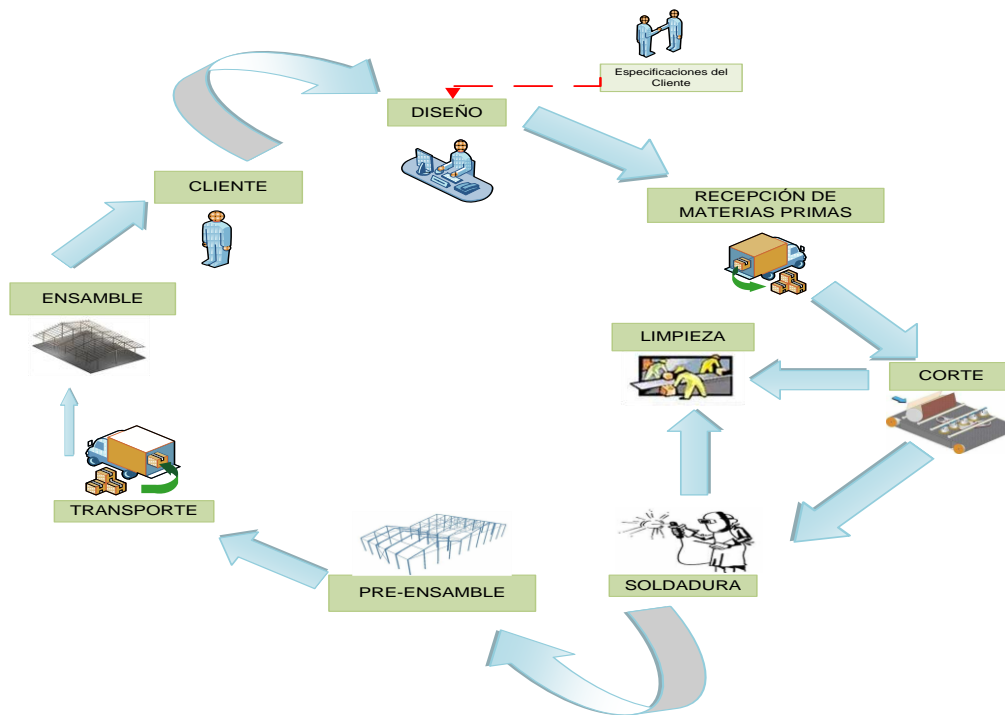 Especificaciones del
Cliente
DISEÑO
CLIENTE
RECEPCIÓN DE
MATERIAS PRIMAS
ENSAMBLE
LIMPIEZA
CORTE
TRANSPORTE
PRE-ENSAMBLE
SOLDADURA